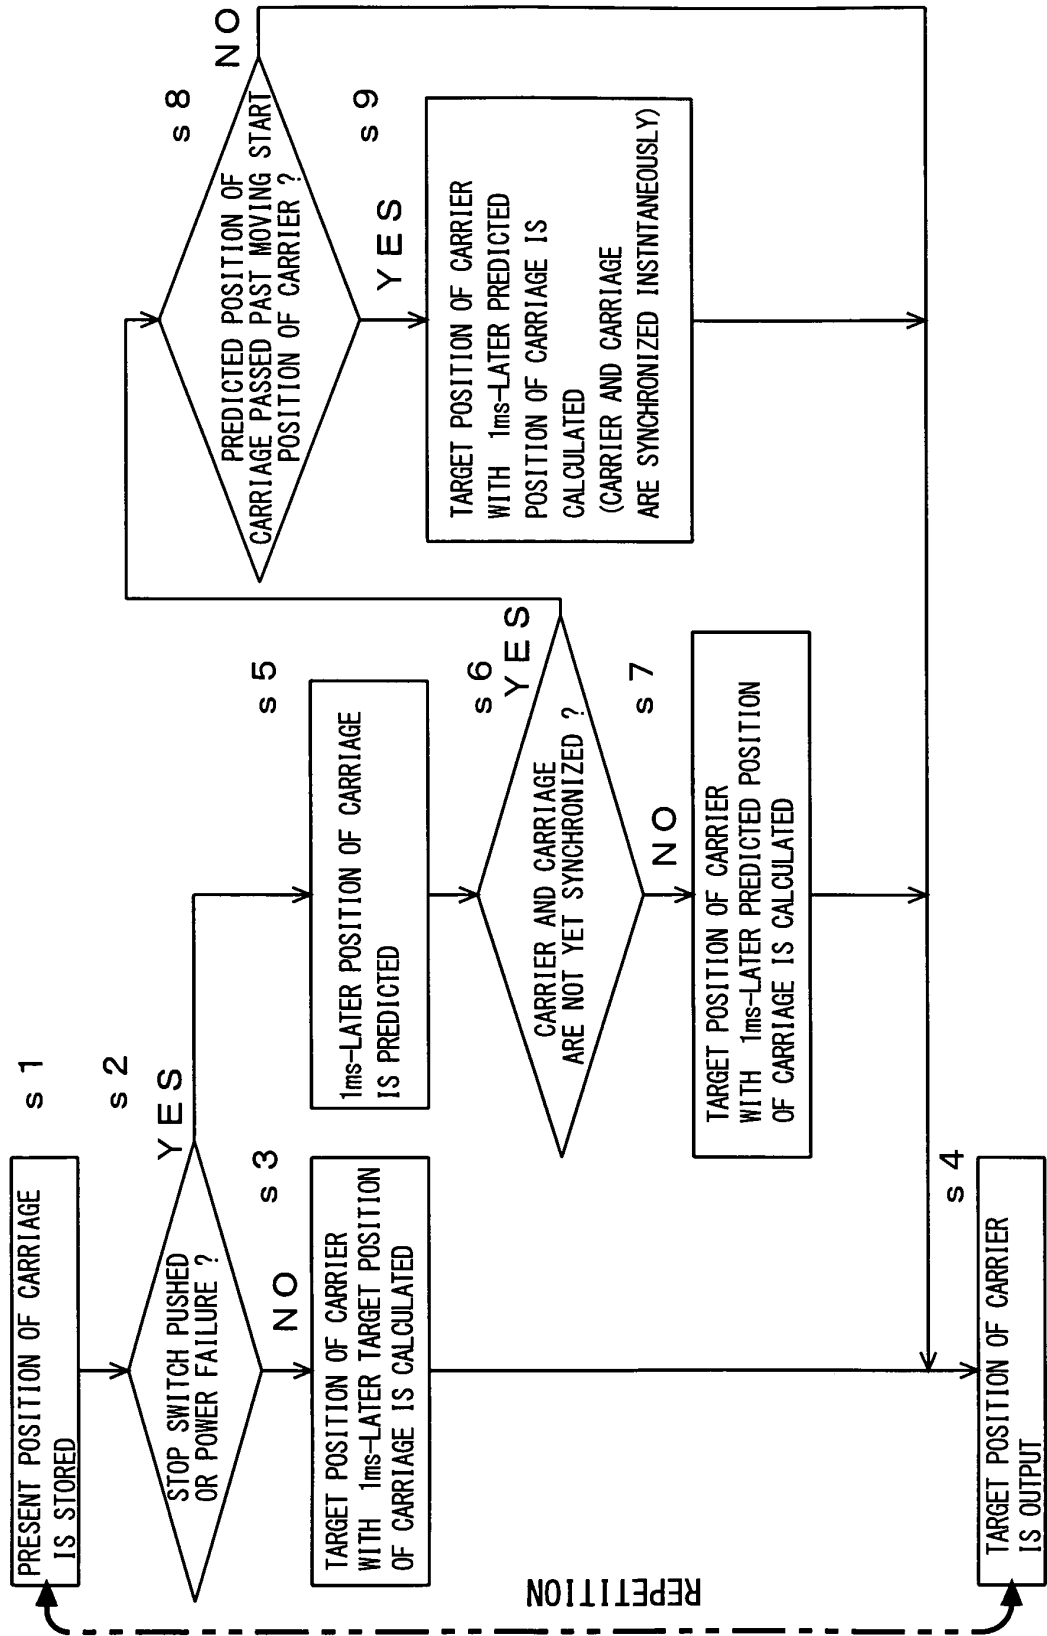 s 1
PRESENT POSITION OF CARRIAGE
IS STORED
s 2
STOP SWITCH PUSHED
OR POWER FAILURE ?
YES
NO
s 3
TARGET POSITION OF CARRIER
WITH 1ms-LATER TARGET POSITION
OF CARRIAGE IS CALCULATED
s 5
1ms-LATER POSITION OF CARRIAGE
IS PREDICTED
s 6
CARRIER AND CARRIAGE
ARE NOT YET SYNCHRONIZED ?
YES
NO
s 7
TARGET POSITION OF CARRIER
WITH 1ms-LATER PREDICTED POSITION
OF CARRIAGE IS CALCULATED
s 8
PREDICTED POSITION OF
CARRIAGE PASSED PAST MOVING START
POSITION OF CARRIER ?
NO
YES
s 9
TARGET POSITION OF CARRIER
WITH 1ms-LATER PREDICTED
POSITION OF CARRIAGE IS
CALCULATED
(CARRIER AND CARRIAGE
ARE SYNCHRONIZED INSTNTANEOUSLY)
s 4
TARGET POSITION OF CARRIER
IS OUTPUT
REPETITION